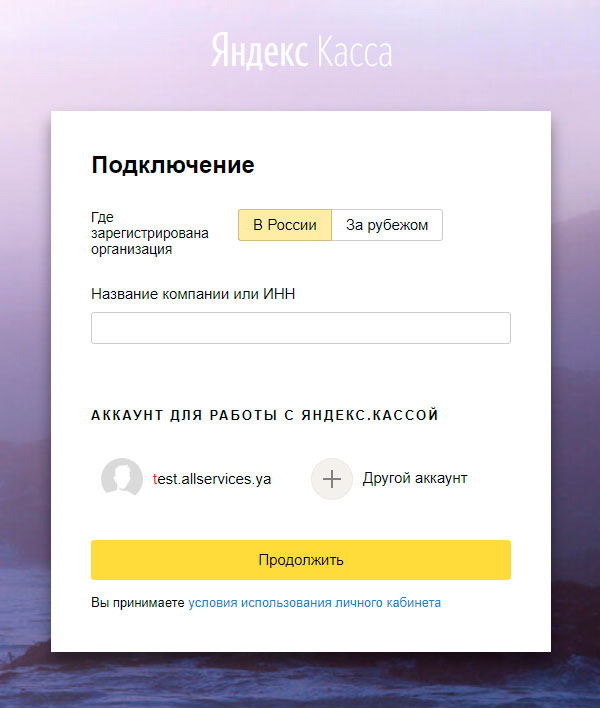 Яндекс Касса
Подключение
Где
зарегистрирована
организация
В России
За рубежом
Название компании или ИНН
АККАУНТ ДЛЯ РАБОТЫ С ЯНДЕКС.КАССОЙ
test.allservices.ya
Другой аккаунт
Продолжить
Вы принимаете условия использования личного кабинета